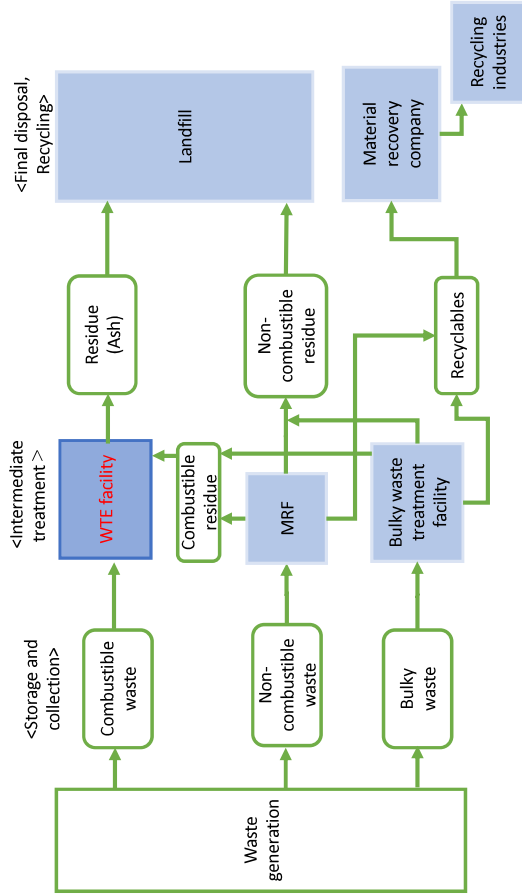 <Storage and
collection>
<Intermediate
treatment >
<Final disposal,
Recycling>
Waste
generation
Combustible
waste
WTE facility
Residue
(Ash)
Landfill
Combustible
residue
Non-
combustible
waste
MRF
Non-
combustible
residue
Bulky
waste
Bulky waste
treatment
facility
Recyclables
Material
recovery
company
Recycling
industries